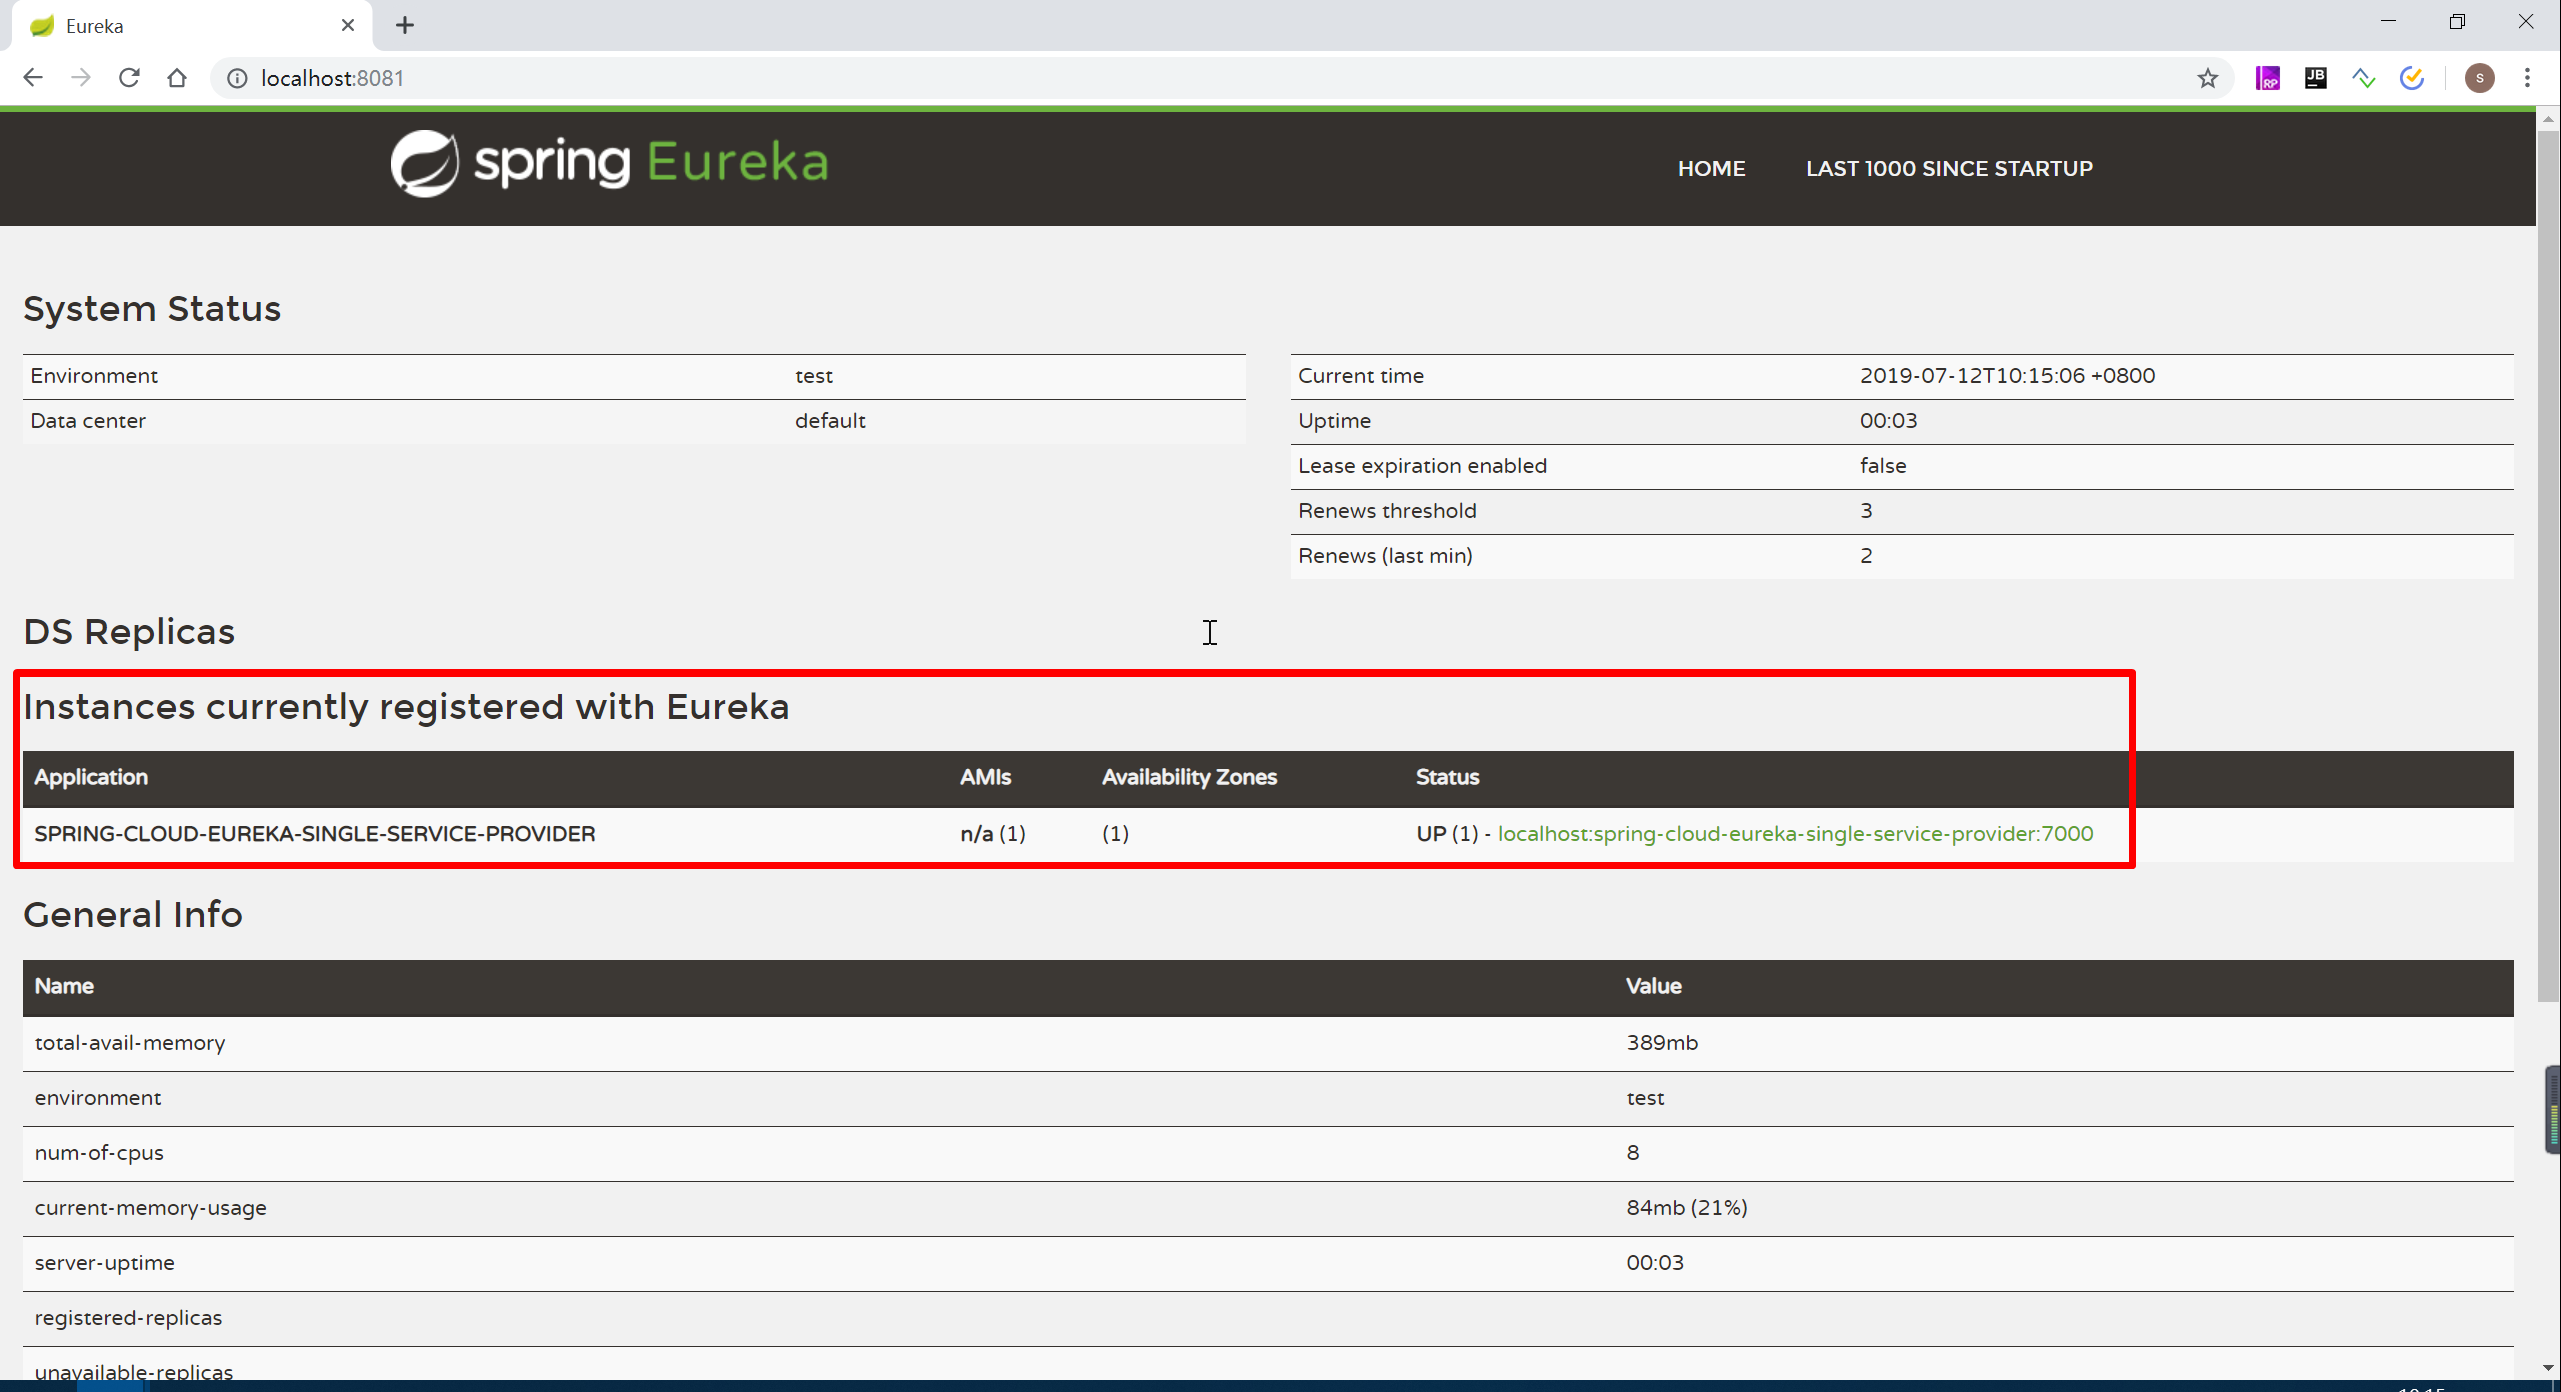 Eureka
localhost:8081
RP
JB
S
spring Eureka
HOME
LAST 1000 SINCE STARTUP
System Status
Environment test
Data center default
Current time 2019-07-12T10:15:06 +0800
Uptime 00:03
Lease expiration enabled false
Renews threshold 3
Renews (last min) 2
DS Replicas
Instances currently registered with Eureka
Application AMIs Availability Zones Status
SPRING-CLOUD-EUREKA-SINGLE-SERVICE-PROVIDER n/a (1) (1) UP (1) - localhost:spring-cloud-eureka-single-service-provider:7000
General Info
Name Value
total-avail-memory 389mb
environment test
num-of-cpus 8
current-memory-usage 84mb (21%)
server-uptime 00:03
registered-replicas
unavailable-replicas